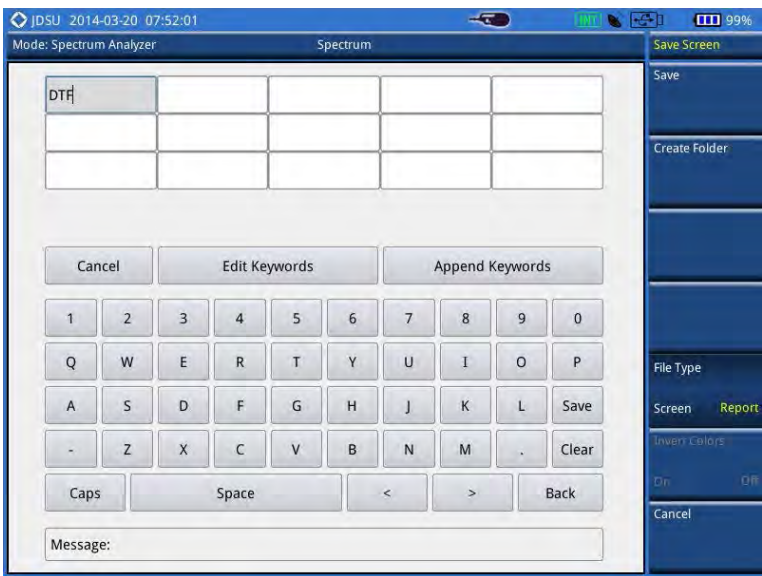 JDSU 2014-03-20 07:52:01 INT 99%
Mode: Spectrum Analyzer Spectrum Save Screen
DTF
Cancel Edit Keywords Append Keywords
1 2 3 4 5 6 7 8 9 0
Q W E R T Y U I O P
A S D F G H J K L Save
- Z X C V B N M . Clear
Caps Space < > Back
Message:
Save
Create Folder
File Type
Screen Report
Invert Colors
On Off
Cancel